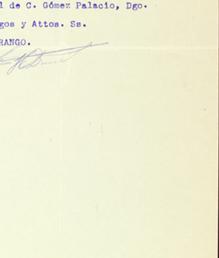 l de C. Gómez Palacio, Dgo.
gos y Attos. Ss.
RANGO.